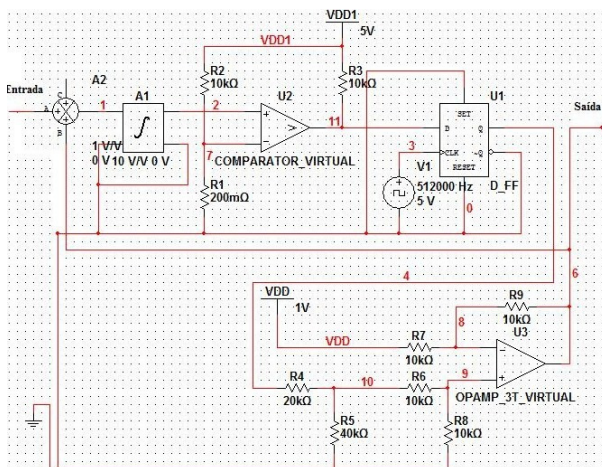 VDD1
5V
VDD1
R2
10kΩ
R3
10kΩ
Entrada
A2
C
A
B
1
A1
2
∫
1 V/V
0 V 10 V/V 0 V
U2
+
−
V
11
COMPARATOR_VIRTUAL
7
R1
200mΩ
U1
SET
D
Q
CLK
~Q
RESET
D_FF
3
V1
512000 Hz
5 V
0
Saída
4
6
VDD
1V
VDD
R9
10kΩ
8
U3
R7
10kΩ
−
+
OPAMP_3T_VIRTUAL
R4
20kΩ
10
R6
10kΩ
9
R5
40kΩ
R8
10kΩ